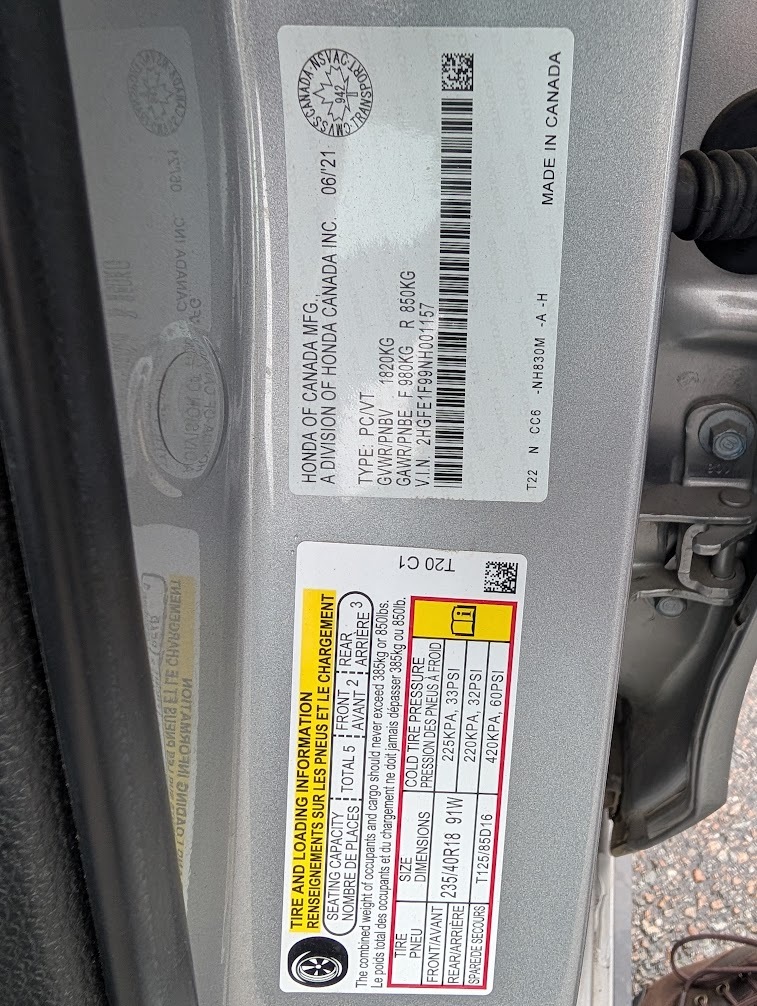 TIRE AND LOADING INFORMATION
RENSEIGNEMENTS SUR LES PNEUS ET LE CHARGEMENT
SEATING CAPACITY TOTAL 5 FRONT 2 REAR 3
NOMBRE DE PLACES AVANT ARRIÈRE
The combined weight of occupants and cargo should never exceed 385kg or 850lbs.
Le poids total des occupants et du chargement ne doit jamais dépasser 385kg ou 850lb.
TIRE SIZE COLD TIRE PRESSURE
PNEU DIMENSIONS PRESSION DES PNEUS À FROID
FRONT/AVANT 235/40R18 91W 225KPA, 33PSI
REAR/ARRIÈRE 220KPA, 32PSI
SPARE/DE SECOURS T125/85D16 420KPA, 60PSI
T20 C1
HONDA OF CANADA MFG.,
A DIVISION OF HONDA CANADA INC. 06/'21
TYPE: PC/VT
GVWR/PNBV 1820KG
GAWR/PNBE F 980KG R 850KG
V.I.N. 2HGFE1F99NH001157
T22 N CC6 -NH830M -A -H MADE IN CANADA
CANADA·NSVAC
942
CMVSS TRANSPORT